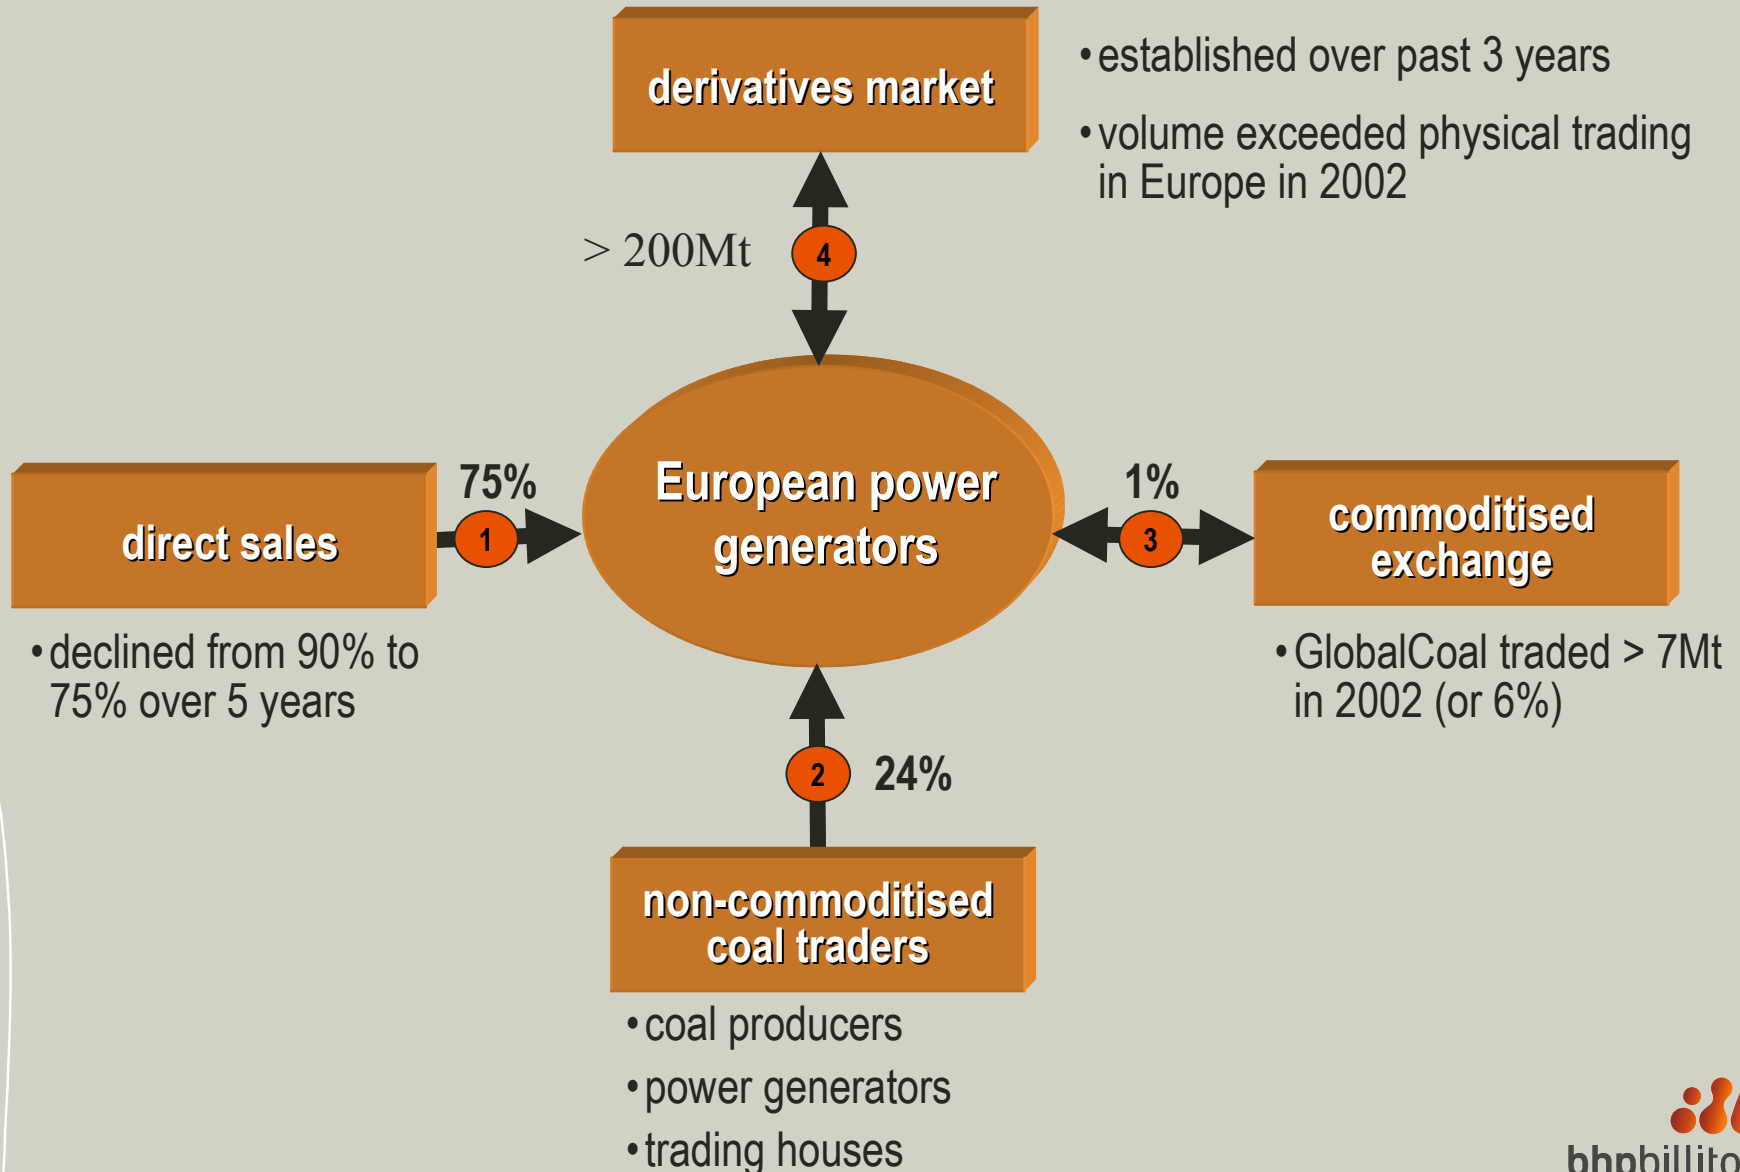 derivatives market
• established over past 3 years
• volume exceeded physical trading
in Europe in 2002
> 200Mt
4
75%
European power
generators
1%
direct sales
1
3
commoditised
exchange
• declined from 90% to
75% over 5 years
• GlobalCoal traded > 7Mt
in 2002 (or 6%)
2
24%
non-commoditised
coal traders
• coal producers
• power generators
• trading houses
bhpbillito